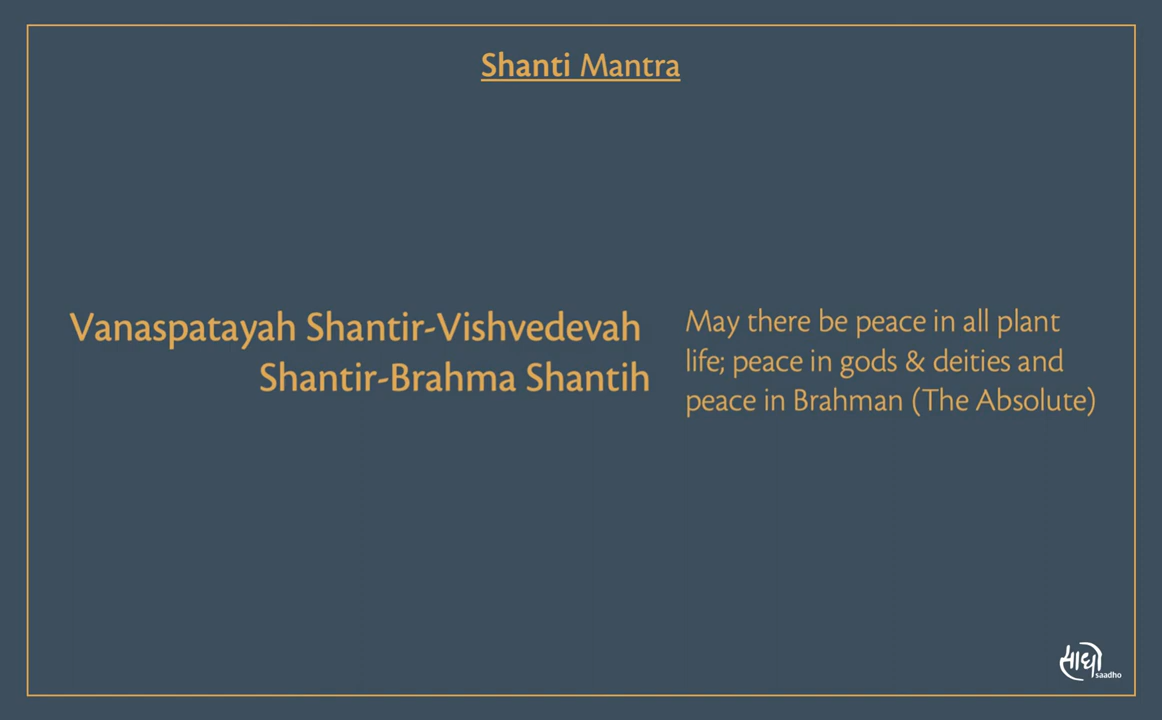 Shanti Mantra
Vanaspatayah Shantir-Vishvedevah
Shantir-Brahma Shantih
May there be peace in all plant
life; peace in gods & deities and
peace in Brahman (The Absolute)
साधो
saadho